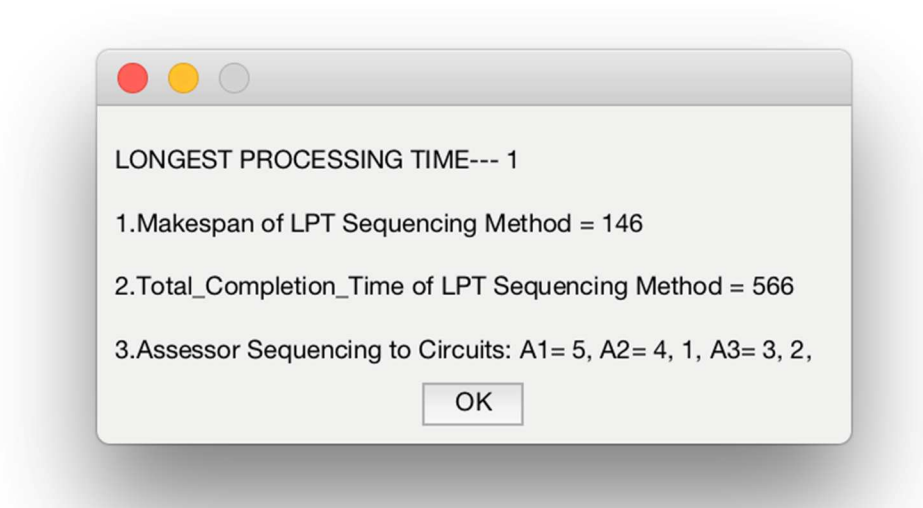 LONGEST PROCESSING TIME--- 1
1.Makespan of LPT Sequencing Method = 146
2.Total_Completion_Time of LPT Sequencing Method = 566
3.Assessor Sequencing to Circuits: A1= 5, A2= 4, 1, A3= 3, 2,
OK